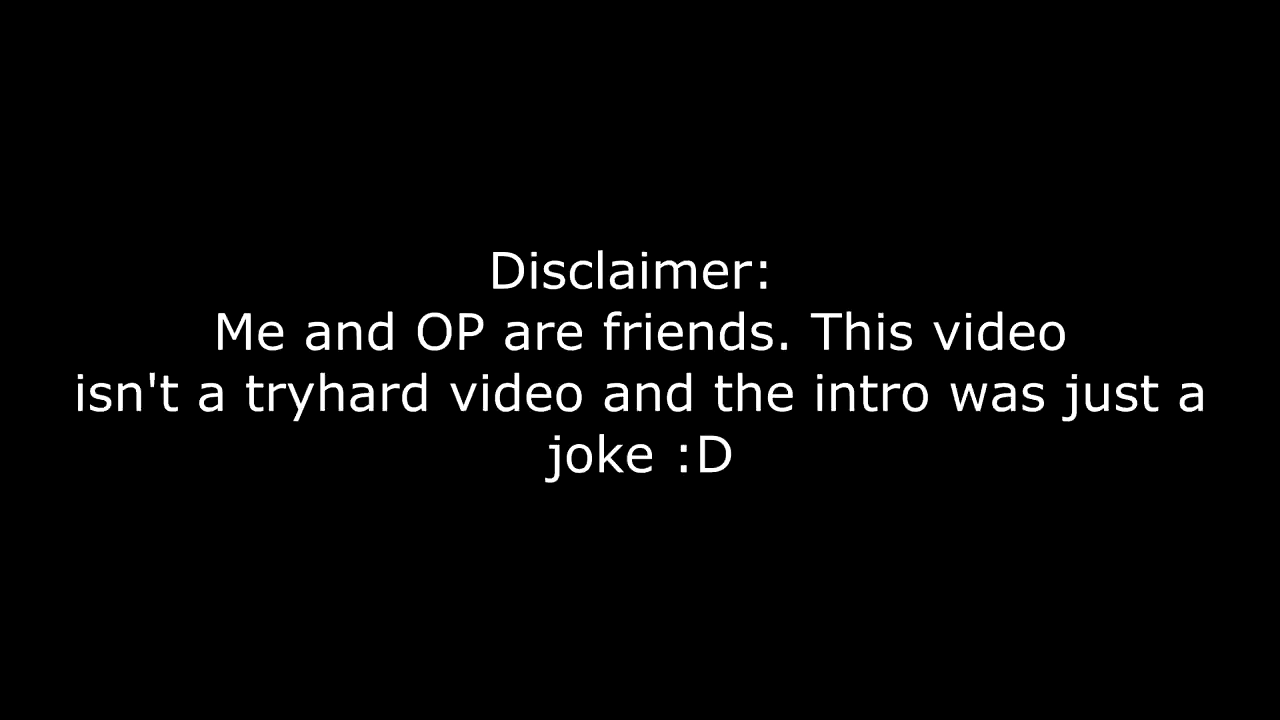 Disclaimer:
Me and OP are friends. This video
isn't a tryhard video and the intro was just a
joke :D